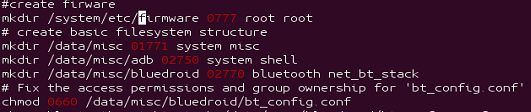 #create firware
mkdir /system/etc/firmware 0777 root root
# create basic filesystem structure
mkdir /data/misc 01771 system misc
mkdir /data/misc/adb 02750 system shell
mkdir /data/misc/bluedroid 02770 bluetooth net_bt_stack
# Fix the access permissions and group ownership for 'bt_config.conf'
chmod 0660 /data/misc/bluedroid/bt_config.conf